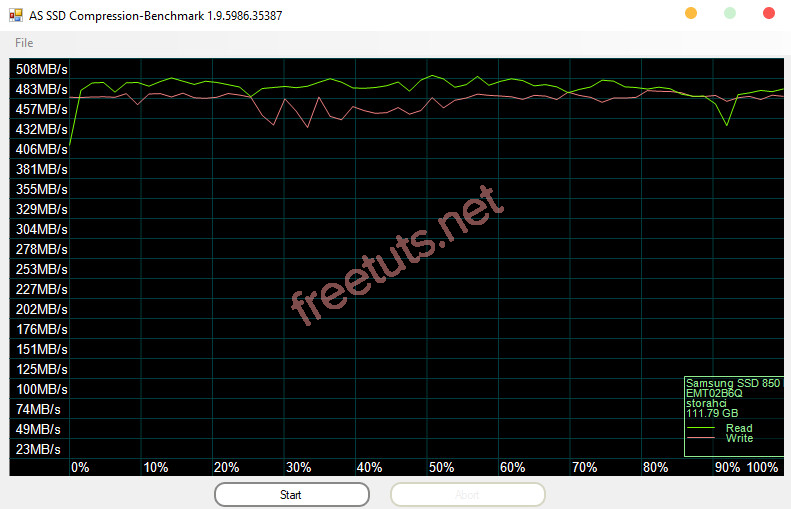 AS SSD Compression-Benchmark 1.9.5986.35387
File
508MB/s
483MB/s
457MB/s
432MB/s
406MB/s
381MB/s
355MB/s
329MB/s
304MB/s
278MB/s
253MB/s
227MB/s
202MB/s
176MB/s
151MB/s
125MB/s
100MB/s
74MB/s
49MB/s
23MB/s
freetuts.net
Samsung SSD 850
EMT02B6Q
storahci
111.79 GB
Read
Write
0% 10% 20% 30% 40% 50% 60% 70% 80% 90% 100%
Start Abort